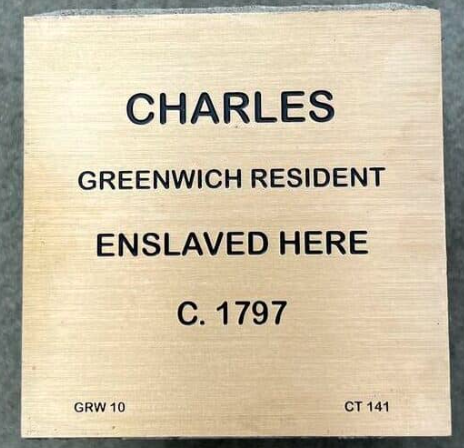 CHARLES
GREENWICH RESIDENT
ENSLAVED HERE
C. 1797
GRW 10 CT 141